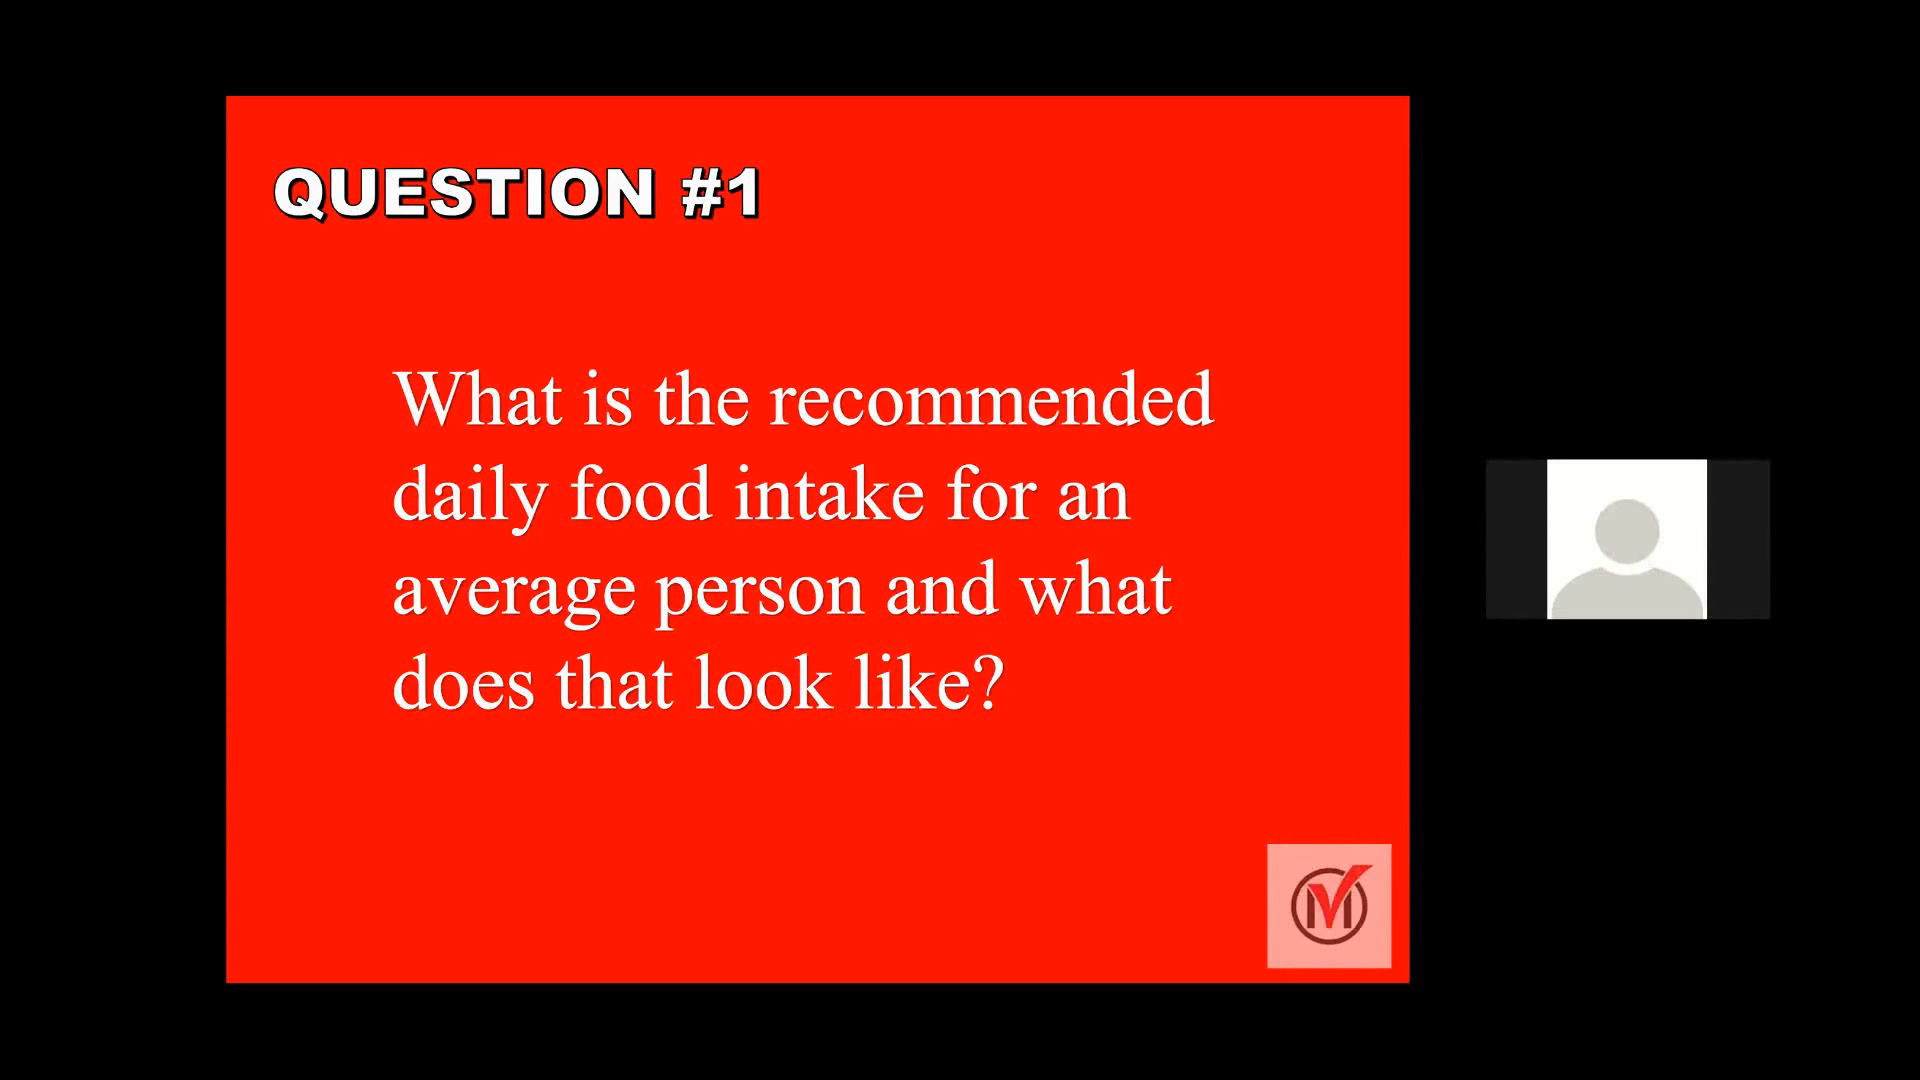 QUESTION #1
What is the recommended
daily food intake for an
average person and what
does that look like?
M